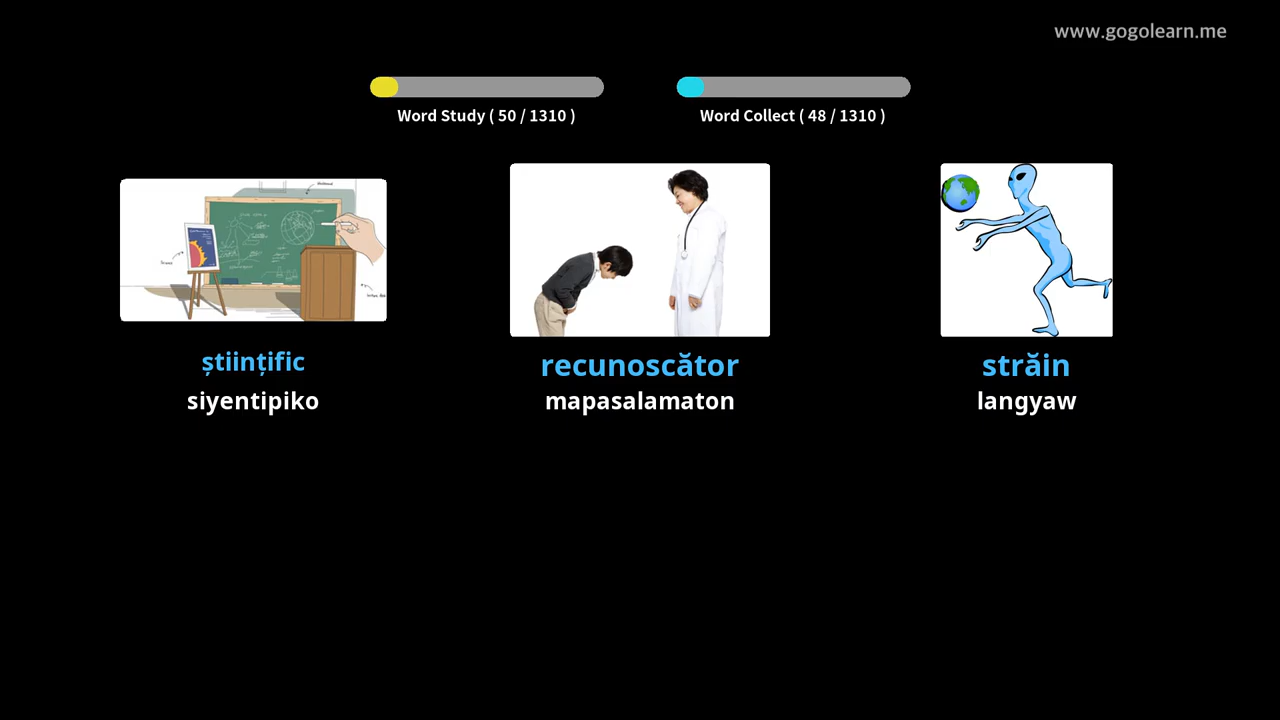 www.gogolearn.me
Word Study ( 50 / 1310 )
Word Collect ( 48 / 1310 )
științific
recunoscător
străin
siyentipiko
mapasalamaton
langyaw